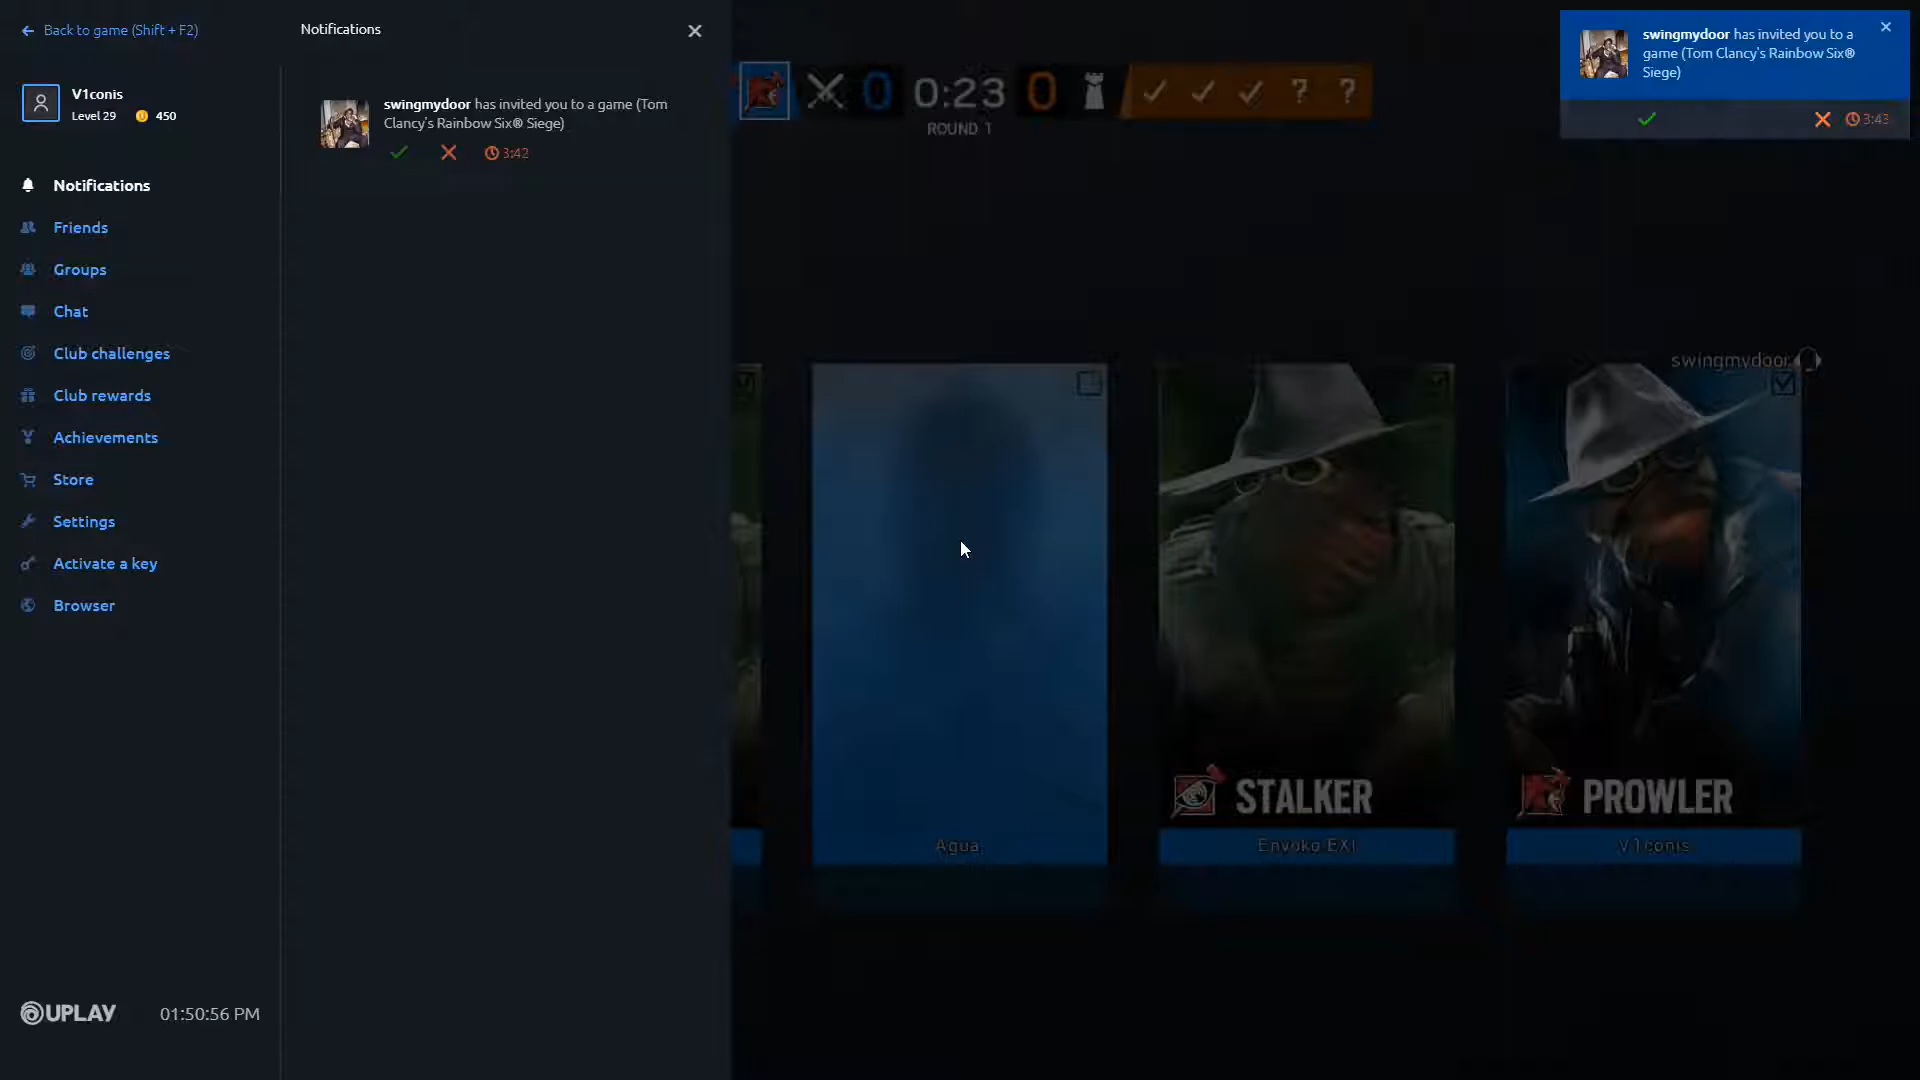 Back to game (Shift + F2)
Notifications
V1conis
Level 29
450
Notifications
Friends
Groups
Chat
Club challenges
Club rewards
Achievements
Store
Settings
Activate a key
Browser
UPLAY
01:50:56 PM
swingmydoor has invited you to a game (Tom
Clancy's Rainbow Six® Siege)
3:42
0
0:23
0
ROUND 1
? ?
swingmydoor has invited you to a
game (Tom Clancy's Rainbow Six®
Siege)
3:43
swingmydoor
STALKER
PROWLER
Agua
Envoko EXI
V1conis